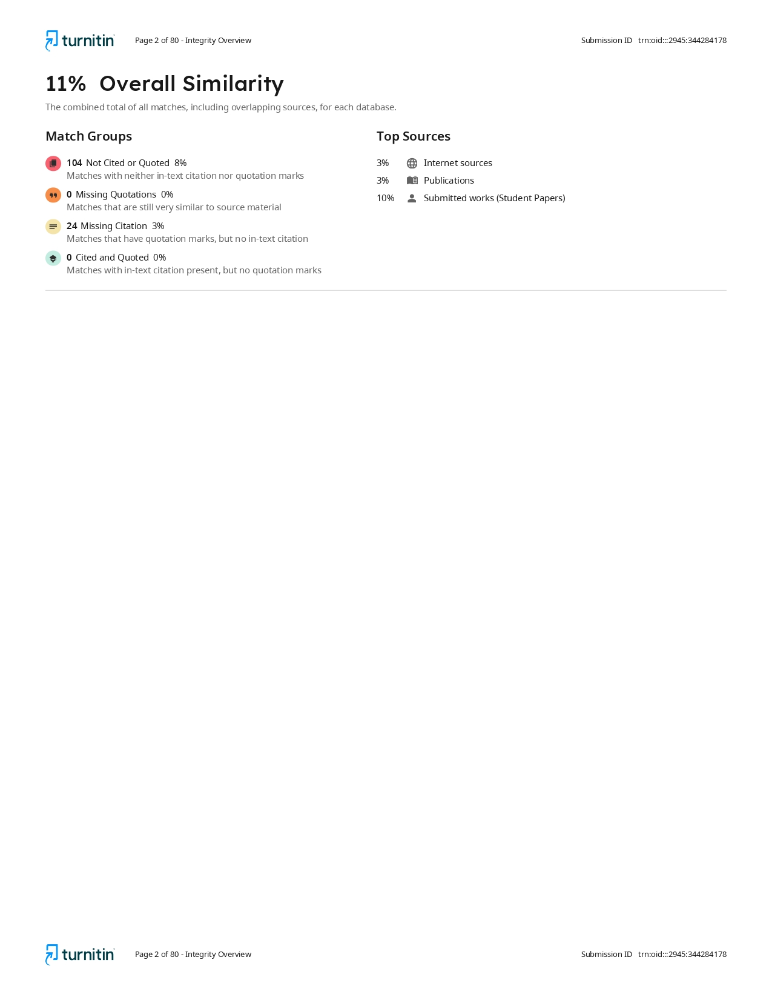 turnitin Page 2 of 80 - Integrity Overview Submission ID trn:oid:::2945:344284178
11% Overall Similarity
The combined total of all matches, including overlapping sources, for each database.
Match Groups
104 Not Cited or Quoted 8%
Matches with neither in-text citation nor quotation marks
0 Missing Quotations 0%
Matches that are still very similar to source material
24 Missing Citation 3%
Matches that have quotation marks, but no in-text citation
0 Cited and Quoted 0%
Matches with in-text citation present, but no quotation marks
Top Sources
3% Internet sources
3% Publications
10% Submitted works (Student Papers)
turnitin Page 2 of 80 - Integrity Overview Submission ID trn:oid:::2945:344284178